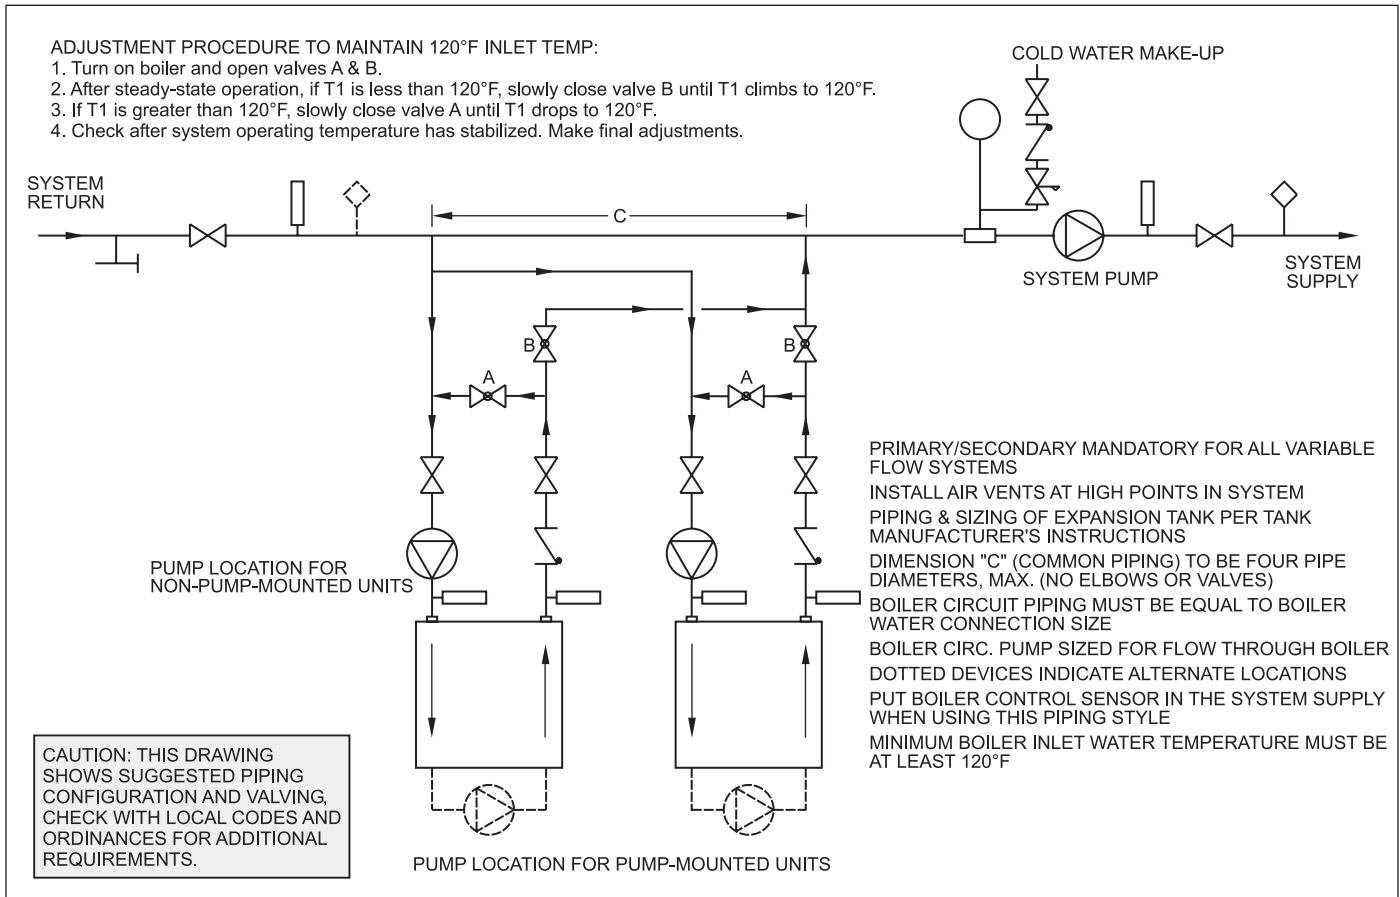 ADJUSTMENT PROCEDURE TO MAINTAIN 120°F INLET TEMP:
1. Turn on boiler and open valves A & B.
2. After steady-state operation, if T1 is less than 120°F, slowly close valve B until T1 climbs to 120°F.
3. If T1 is greater than 120°F, slowly close valve A until T1 drops to 120°F.
4. Check after system operating temperature has stabilized. Make final adjustments.
COLD WATER MAKE-UP
SYSTEM
RETURN
C
SYSTEM PUMP
SYSTEM
SUPPLY
B
B
A
A
PUMP LOCATION FOR
NON-PUMP-MOUNTED UNITS
PRIMARY/SECONDARY MANDATORY FOR ALL VARIABLE
FLOW SYSTEMS
INSTALL AIR VENTS AT HIGH POINTS IN SYSTEM
PIPING & SIZING OF EXPANSION TANK PER TANK
MANUFACTURER'S INSTRUCTIONS
DIMENSION "C" (COMMON PIPING) TO BE FOUR PIPE
DIAMETERS, MAX. (NO ELBOWS OR VALVES)
BOILER CIRCUIT PIPING MUST BE EQUAL TO BOILER
WATER CONNECTION SIZE
BOILER CIRC. PUMP SIZED FOR FLOW THROUGH BOILER
DOTTED DEVICES INDICATE ALTERNATE LOCATIONS
PUT BOILER CONTROL SENSOR IN THE SYSTEM SUPPLY
WHEN USING THIS PIPING STYLE
MINIMUM BOILER INLET WATER TEMPERATURE MUST BE
AT LEAST 120°F
CAUTION: THIS DRAWING
SHOWS SUGGESTED PIPING
CONFIGURATION AND VALVING,
CHECK WITH LOCAL CODES AND
ORDINANCES FOR ADDITIONAL
REQUIREMENTS.
PUMP LOCATION FOR PUMP-MOUNTED UNITS